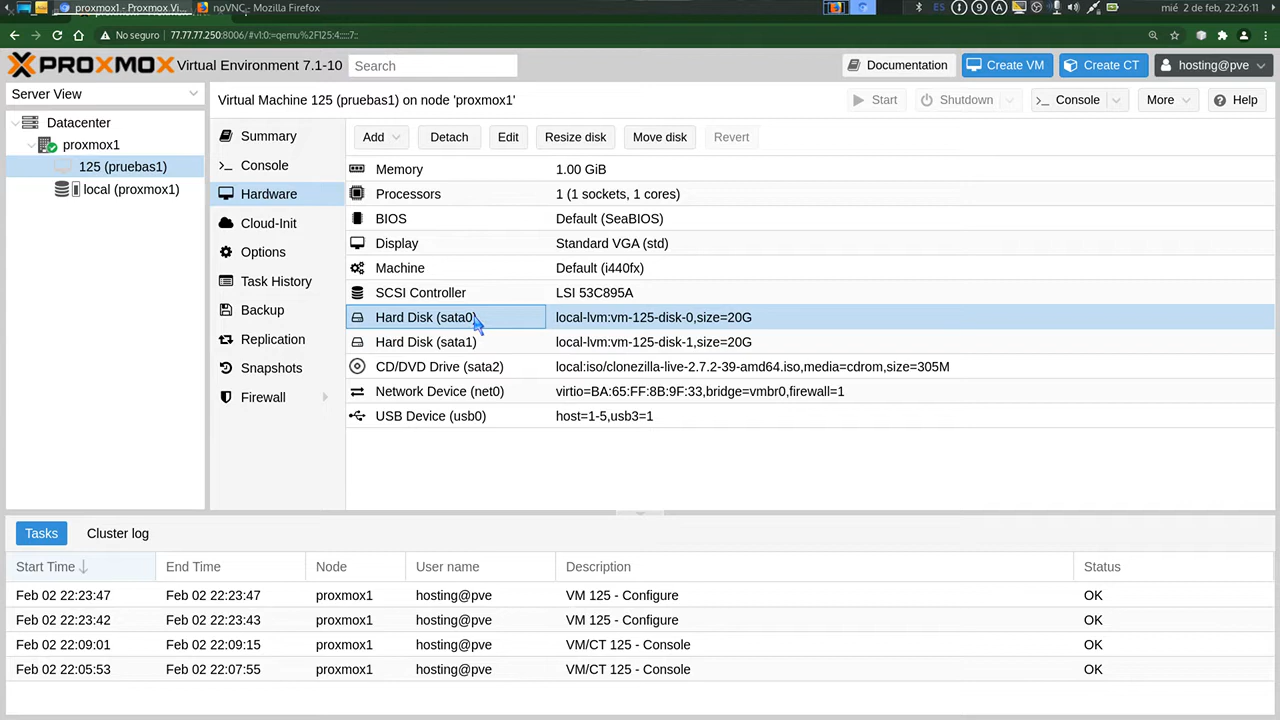 proxmox1 - Proxmox Vi... noVNC - Mozilla Firefox ES 9 A mié 2 de feb, 22:26:11
No seguro 77.77.77.250:8006/#v1:0:=qemu%2F125:4:::::7::
PROXMOX Virtual Environment 7.1-10 Search Documentation Create VM Create CT hosting@pve
Server View Virtual Machine 125 (pruebas1) on node 'proxmox1' Start Shutdown Console More Help
Datacenter
proxmox1
125 (pruebas1)
local (proxmox1)
Summary
Console
Hardware
Cloud-Init
Options
Task History
Backup
Replication
Snapshots
Firewall
Add Detach Edit Resize disk Move disk Revert
Memory 1.00 GiB
Processors 1 (1 sockets, 1 cores)
BIOS Default (SeaBIOS)
Display Standard VGA (std)
Machine Default (i440fx)
SCSI Controller LSI 53C895A
Hard Disk (sata0) local-lvm:vm-125-disk-0,size=20G
Hard Disk (sata1) local-lvm:vm-125-disk-1,size=20G
CD/DVD Drive (sata2) local:iso/clonezilla-live-2.7.2-39-amd64.iso,media=cdrom,size=305M
Network Device (net0) virtio=BA:65:FF:8B:9F:33,bridge=vmbr0,firewall=1
USB Device (usb0) host=1-5,usb3=1
Tasks Cluster log
Start Time End Time Node User name Description Status
Feb 02 22:23:47 Feb 02 22:23:47 proxmox1 hosting@pve VM 125 - Configure OK
Feb 02 22:23:42 Feb 02 22:23:43 proxmox1 hosting@pve VM 125 - Configure OK
Feb 02 22:09:01 Feb 02 22:09:15 proxmox1 hosting@pve VM/CT 125 - Console OK
Feb 02 22:05:53 Feb 02 22:07:55 proxmox1 hosting@pve VM/CT 125 - Console OK